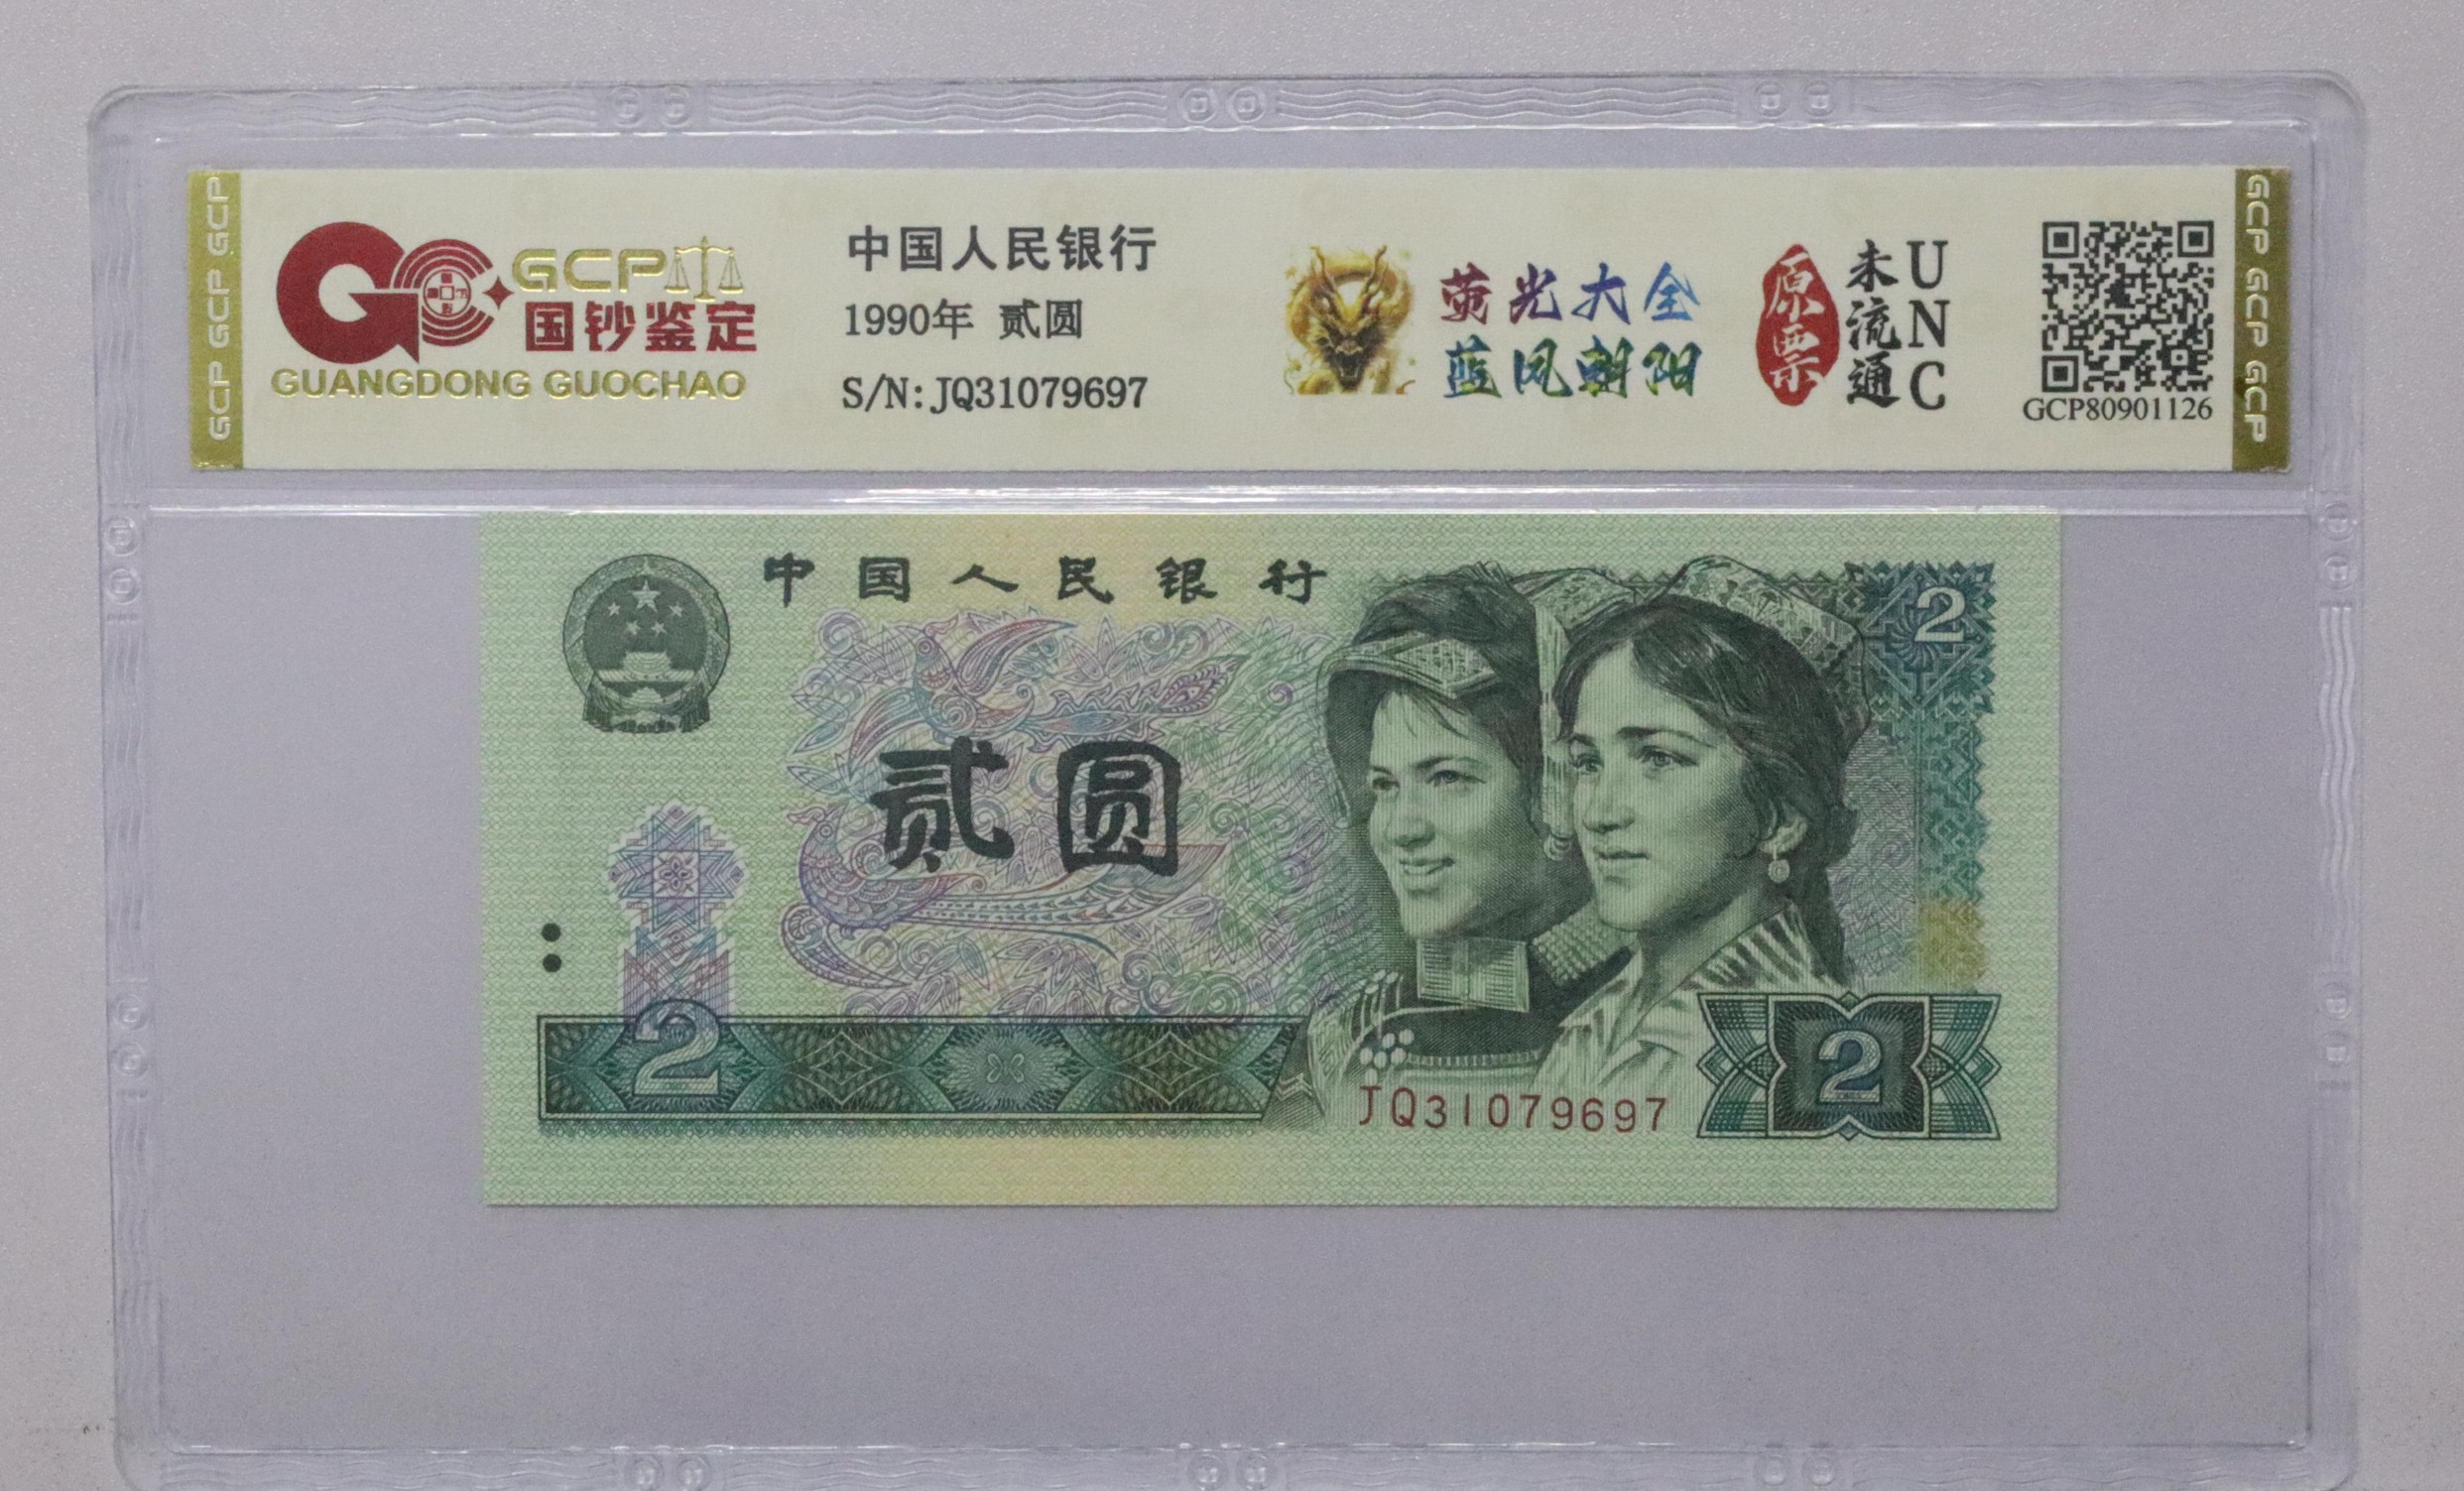 GCP GCP GCP
GCP
国钞鉴定
GUANGDONG GUOCHAO
中国人民银行
1990年 贰圆
S/N:JQ31079697
荧光大全
蓝凤朝阳
原票
未流通
UNC
GCP80901126
GCP GCP GCP
中国人民银行
2
贰圆
2
JQ31079697
2